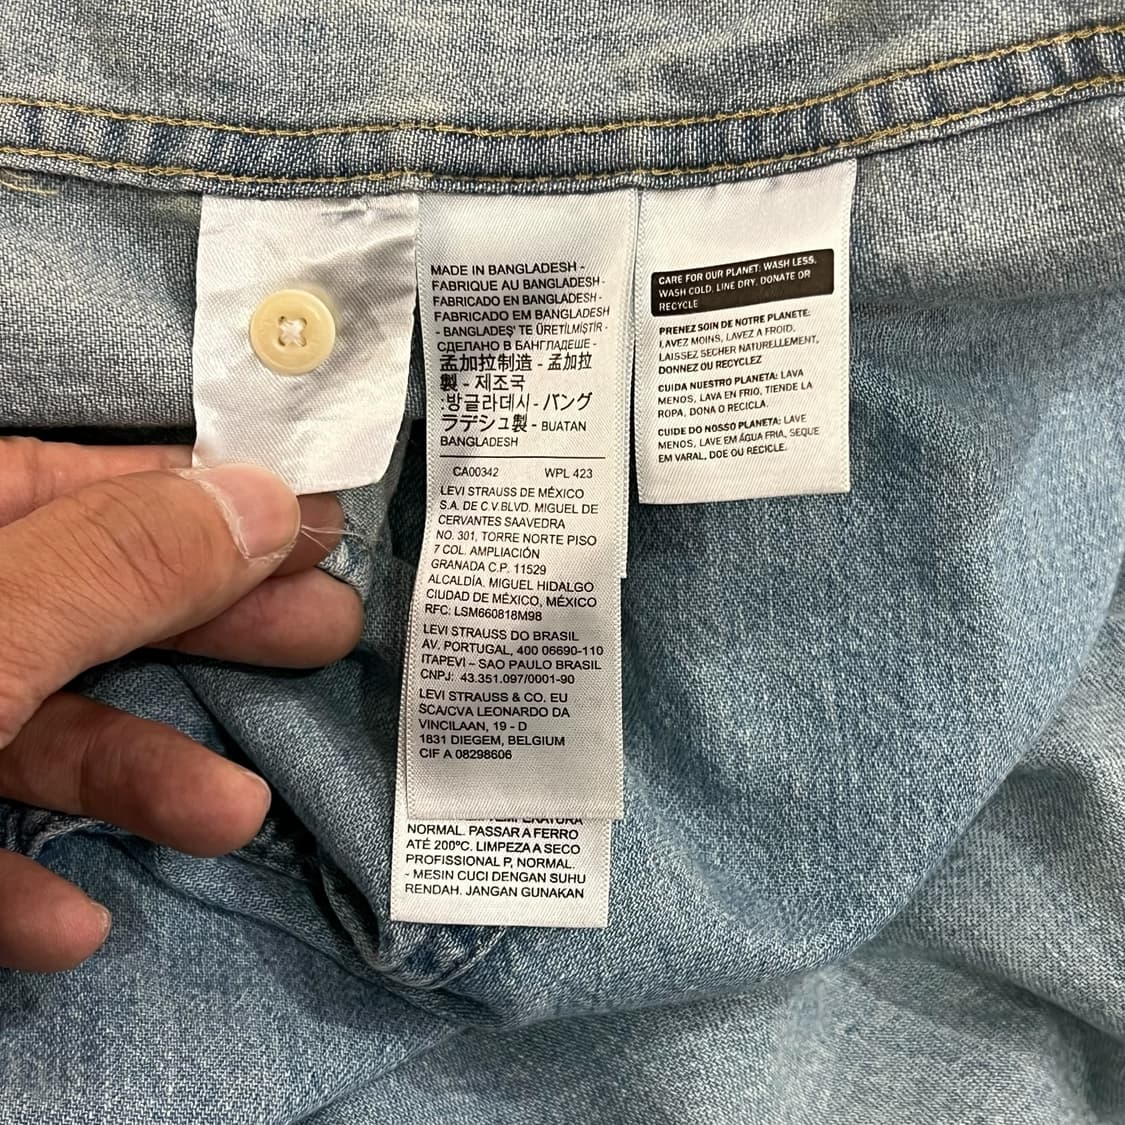 MADE IN BANGLADESH -
FABRIQUE AU BANGLADESH -
FABRICADO EN BANGLADESH -
FABRICADO EM BANGLADESH
- BANGLADEŞ' TE ÜRETİLMİŞTİR -
СДЕЛАНО В БАНГЛАДЕШЕ -
孟加拉制造 - 孟加拉
製 - 제조국
:방글라데시 - バング
ラデシュ製 - BUATAN
BANGLADESH
CA00342 WPL 423
LEVI STRAUSS DE MÉXICO
S.A. DE C.V.BLVD. MIGUEL DE
CERVANTES SAAVEDRA
NO. 301, TORRE NORTE PISO
7 COL. AMPLIACIÓN
GRANADA C.P. 11529
ALCALDÍA. MIGUEL HIDALGO
CIUDAD DE MÉXICO, MÉXICO
RFC: LSM660818M98
LEVI STRAUSS DO BRASIL
AV. PORTUGAL, 400 06690-110
ITAPEVI – SAO PAULO BRASIL
CNPJ: 43.351.097/0001-90
LEVI STRAUSS & CO. EU
SCA/CVA LEONARDO DA
VINCILAAN, 19 - D
1831 DIEGEM, BELGIUM
CIF A 08298606
TEMPERATURA
NORMAL. PASSAR A FERRO
ATÉ 200ºC. LIMPEZA A SECO
PROFISSIONAL P, NORMAL.
- MESIN CUCI DENGAN SUHU
RENDAH. JANGAN GUNAKAN
CARE FOR OUR PLANET: WASH LESS,
WASH COLD, LINE DRY, DONATE OR
RECYCLE
PRENEZ SOIN DE NOTRE PLANETE:
LAVEZ MOINS, LAVEZ A FROID,
LAISSEZ SECHER NATURELLEMENT,
DONNEZ OU RECYCLEZ
CUIDA NUESTRO PLANETA: LAVA
MENOS, LAVA EN FRIO, TIENDE LA
ROPA, DONA O RECICLA.
CUIDE DO NOSSO PLANETA: LAVE
MENOS, LAVE EM ÁGUA FRIA, SEQUE
EM VARAL, DOE OU RECICLE.